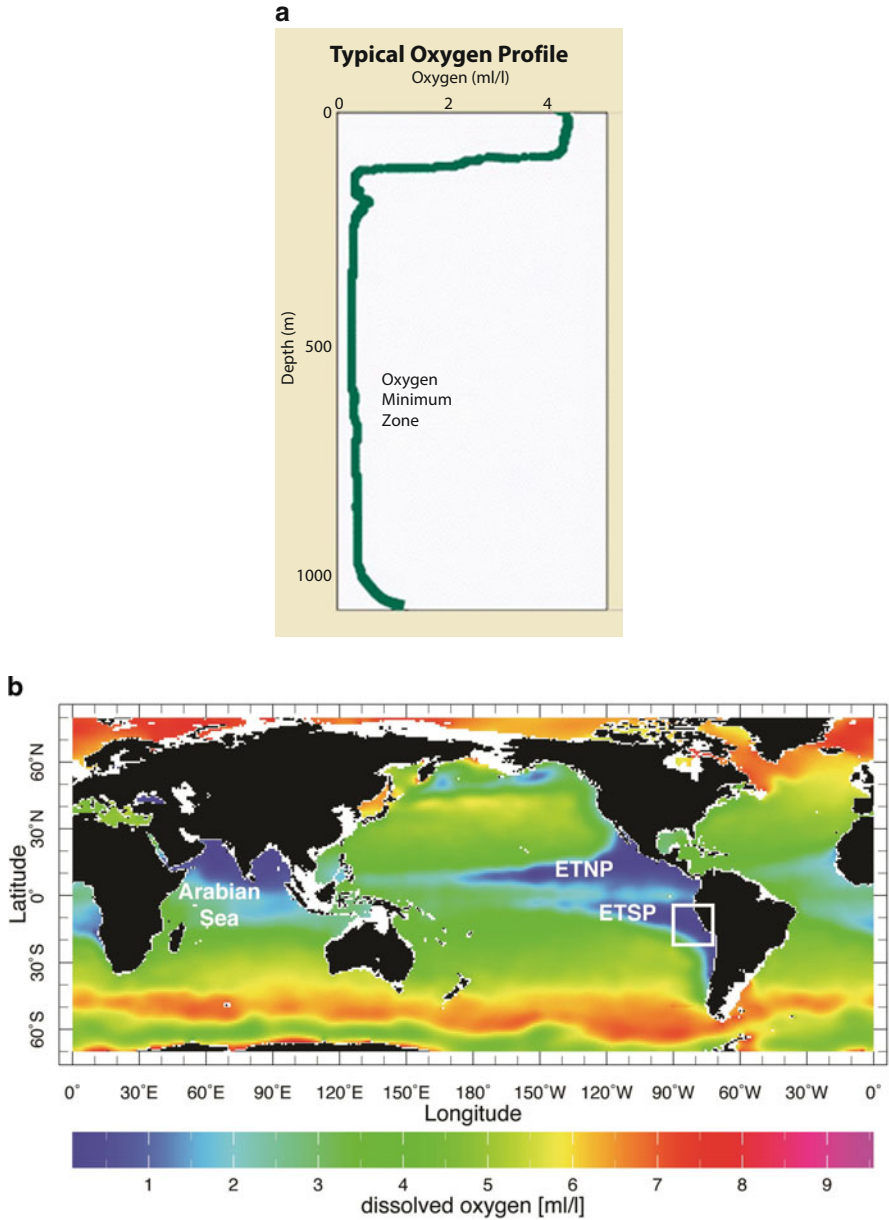 a
Typical Oxygen Profile
Oxygen (ml/l)
0 2 4
0
500
1000
Depth (m)
Oxygen
Minimum
Zone
b
60°N
30°N
0°
30°S
60°S
Latitude
Arabian
Sea
ETNP
ETSP
0° 30°E 60°E 90°E 120°E 150°E 180° 150°W 120°W 90°W 60°W 30°W 0°
Longitude
1 2 3 4 5 6 7 8 9
dissolved oxygen [ml/l]